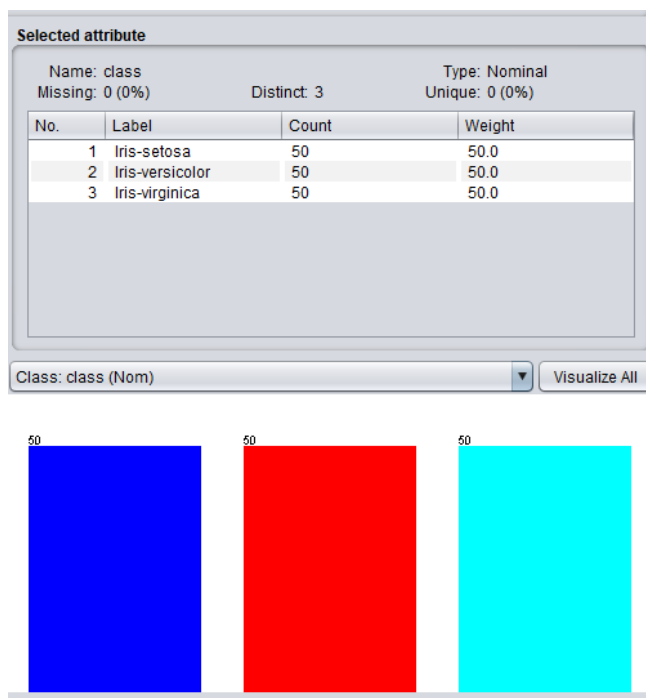 Selected attribute
Name: class Type: Nominal
Missing: 0 (0%) Distinct: 3 Unique: 0 (0%)
No. Label Count Weight
1 Iris-setosa 50 50.0
2 Iris-versicolor 50 50.0
3 Iris-virginica 50 50.0
Class: class (Nom) Visualize All
50 50 50